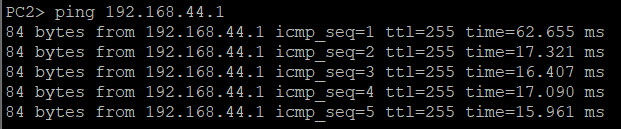 PC2> ping 192.168.44.1
84 bytes from 192.168.44.1 icmp_seq=1 ttl=255 time=62.655 ms
84 bytes from 192.168.44.1 icmp_seq=2 ttl=255 time=17.321 ms
84 bytes from 192.168.44.1 icmp_seq=3 ttl=255 time=16.407 ms
84 bytes from 192.168.44.1 icmp_seq=4 ttl=255 time=17.090 ms
84 bytes from 192.168.44.1 icmp_seq=5 ttl=255 time=15.961 ms